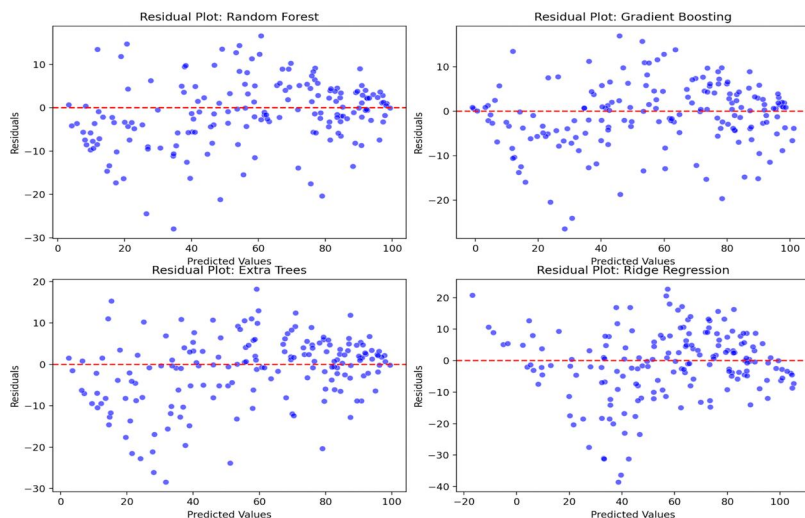 Residual Plot: Random Forest
Residuals
10
0
−10
−20
−30
0 20 40 60 80 100
Predicted Values
Residual Plot: Gradient Boosting
Residuals
10
0
−10
−20
0 20 40 60 80 100
Predicted Values
Residual Plot: Extra Trees
Residuals
20
10
0
−10
−20
−30
0 20 40 60 80 100
Predicted Values
Residual Plot: Ridge Regression
Residuals
20
10
0
−10
−20
−30
−40
−20 0 20 40 60 80 100
Predicted Values